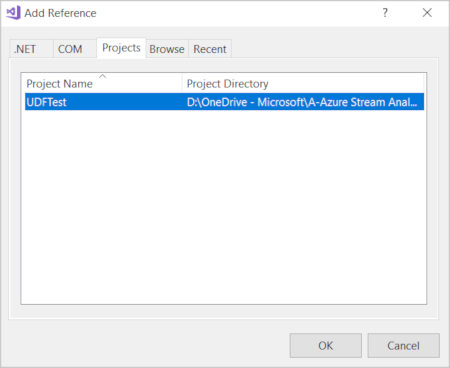 Add Reference
?
.NET COM Projects Browse Recent
Project Name Project Directory
UDFTest D:\OneDrive - Microsoft\A-Azure Stream Anal...
OK Cancel